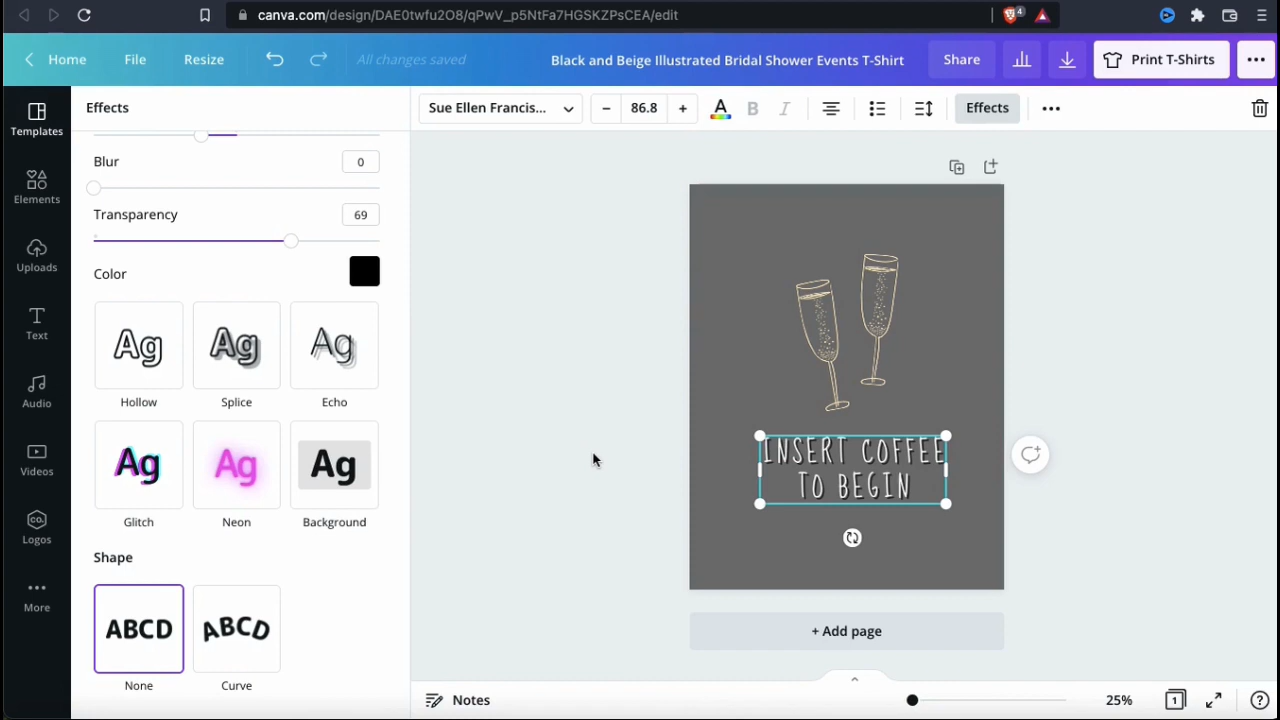 canva.com/design/DAE0twfu2O8/qPwV_p5NtFa7HGSKZPsCEA/edit
4
Home
File
Resize
All changes saved
Black and Beige Illustrated Bridal Shower Events T-Shirt
Share
Print T-Shirts
Templates
Elements
Uploads
Text
Audio
Videos
CO.
Logos
More
Effects
Blur
0
Transparency
69
Color
Ag
Ag
Ag
Hollow
Splice
Echo
Ag
Ag
Ag
Glitch
Neon
Background
Shape
ABCD
ABCD
None
Curve
Sue Ellen Francis...
86.8
A
B
I
Effects
INSERT COFFEE
TO BEGIN
+ Add page
Notes
25%
1
?